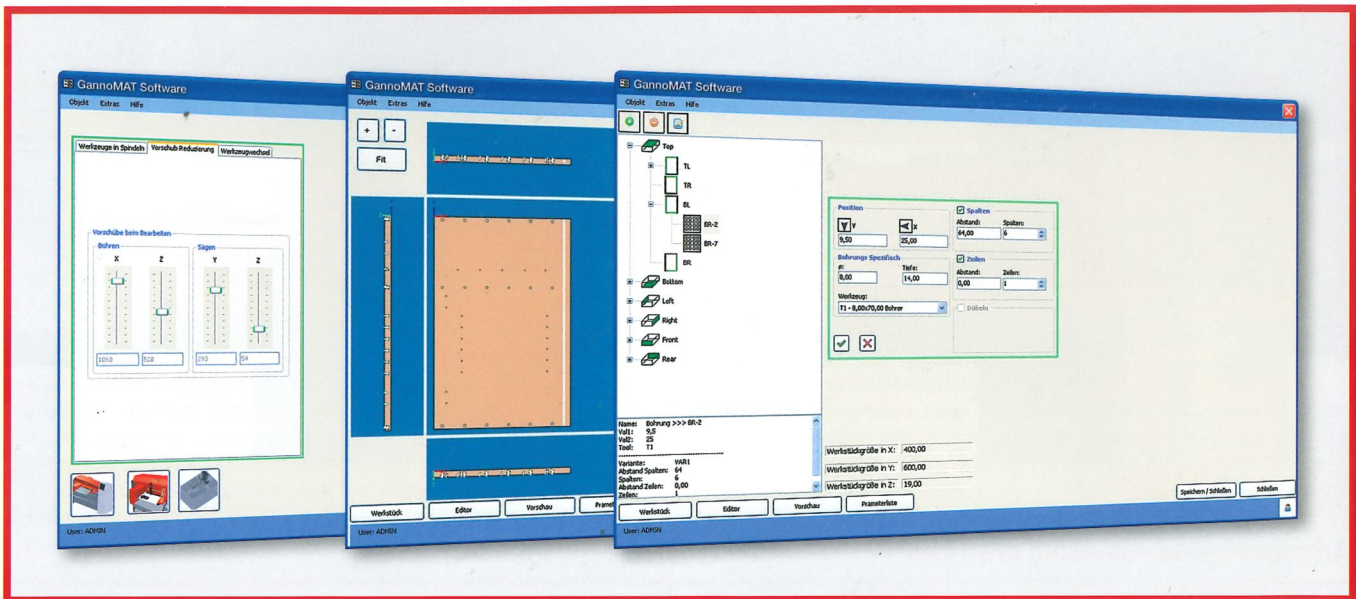 GannoMAT Software
Objekt Extras Hilfe
Werkzeuge in Spindeln Vorschub Reduzierung Werkzeugwechsel
Vorschübe beim Bearbeiten
Bohren Sägen
X Z Y Z
1068 528 290 54
User: ADMIN
GannoMAT Software
Objekt Extras Hilfe
+ -
Fit
Werkstück Editor Vorschau
User: ADMIN
GannoMAT Software
Objekt Extras Hilfe
Top
TL
TR
BL
BR-2
BR-7
BR
Bottom
Left
Right
Front
Rear
Name: Bohrung >>> BR-2
Val1: 9,5
Val2: 25
Tool: T1
Variante: VAR1
Abstand Spalten: 64
Spalten: 6
Abstand Zeilen: 0,00
Zeilen: 1
Position
Y X
9,50 25,00
Bohrungs Spezifisch
ø: Tiefe:
8,00 14,00
Werkzeug:
T1 - 8,00x70,00 Bohrer
Spalten
Abstand: Spalten:
64,00 6
Zeilen
Abstand: Zeilen:
0,00 1
Dübeln
Werkstückgröße in X: 400,00
Werkstückgröße in Y: 600,00
Werkstückgröße in Z: 19,00
Speichern / Schließen Schließen
Werkstück Editor Vorschau Prameterliste
User: ADMIN